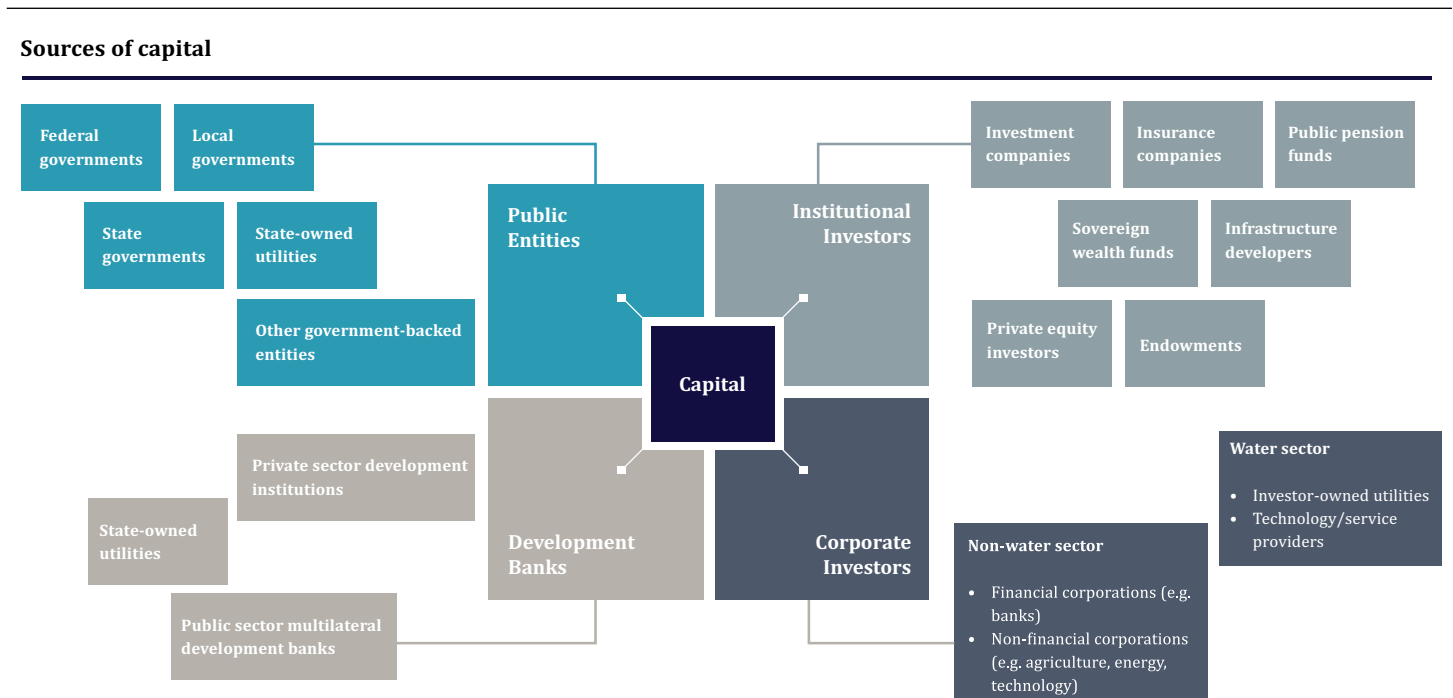 Sources of capital
Federal
governments
Local
governments
State
governments
State-owned
utilities
Other government-backed
entities
Public
Entities
Institutional
Investors
Investment
companies
Insurance
companies
Public pension
funds
Sovereign
wealth funds
Infrastructure
developers
Private equity
investors
Endowments
Capital
Private sector development
institutions
State-owned
utilities
Public sector multilateral
development banks
Development
Banks
Corporate
Investors
Non-water sector
• Financial corporations (e.g.
banks)
• Non-financial corporations
(e.g. agriculture, energy,
technology)
Water sector
• Investor-owned utilities
• Technology/service
providers